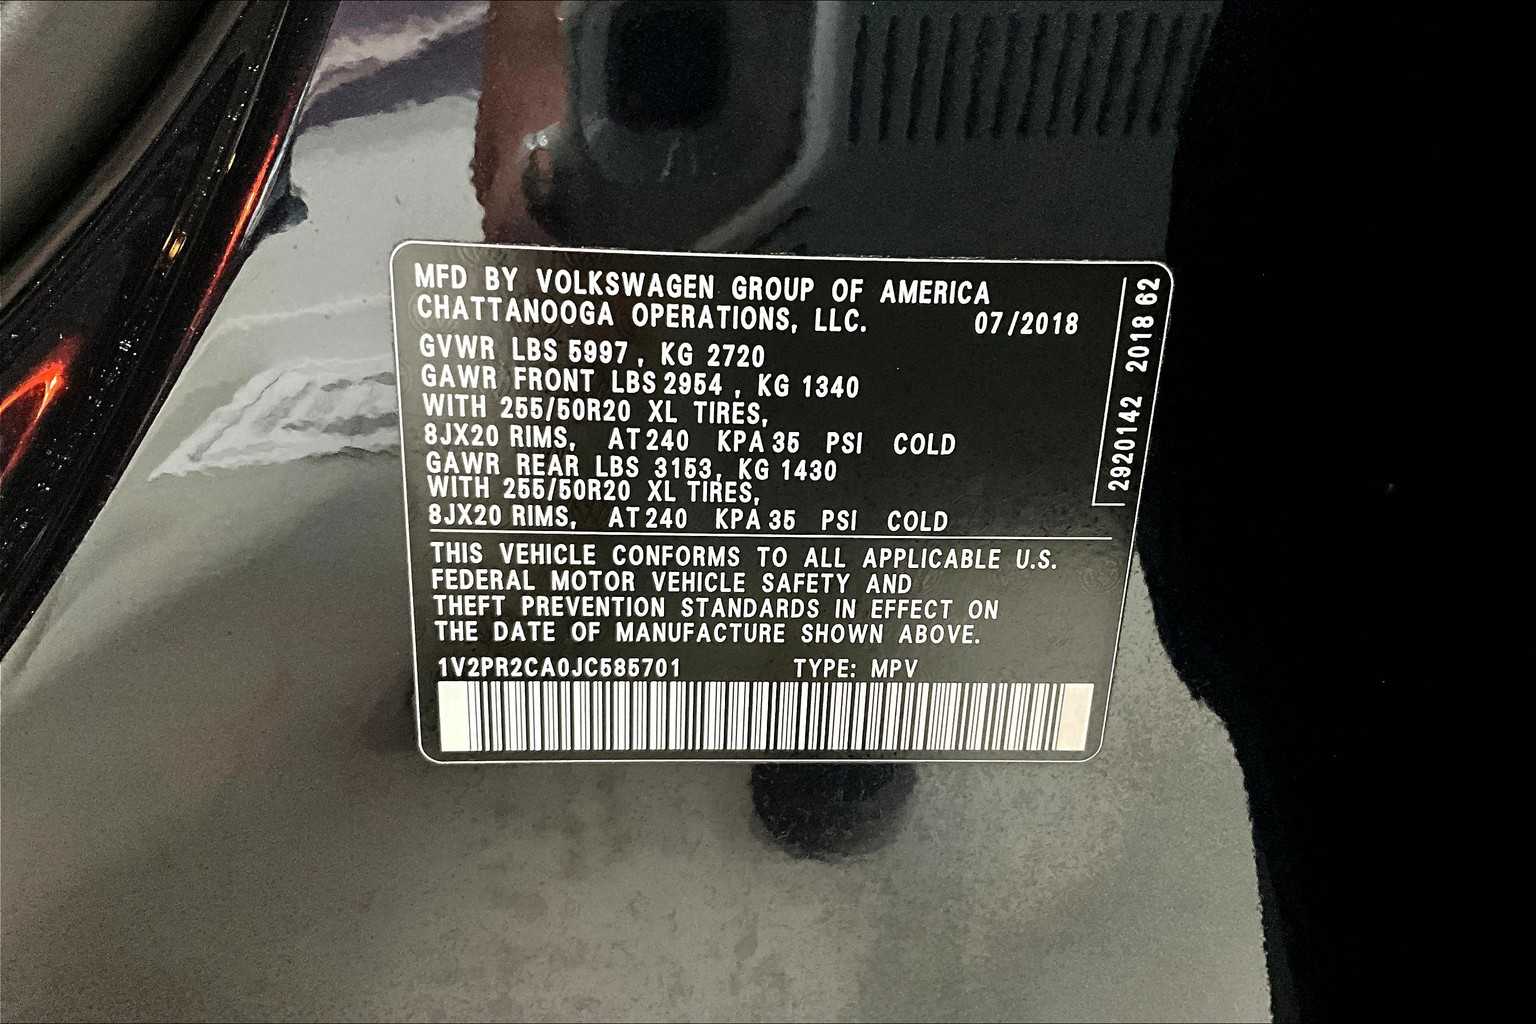 MFD BY VOLKSWAGEN GROUP OF AMERICA
CHATTANOOGA OPERATIONS, LLC. 07/2018
GVWR LBS 5997, KG 2720
GAWR FRONT LBS 2954, KG 1340
WITH 255/50R20 XL TIRES,
8JX20 RIMS, AT 240 KPA 35 PSI COLD
GAWR REAR LBS 3153, KG 1430
WITH 255/50R20 XL TIRES,
8JX20 RIMS, AT 240 KPA 35 PSI COLD
THIS VEHICLE CONFORMS TO ALL APPLICABLE U.S.
FEDERAL MOTOR VEHICLE SAFETY AND
THEFT PREVENTION STANDARDS IN EFFECT ON
THE DATE OF MANUFACTURE SHOWN ABOVE.
1V2PR2CA0JC585701 TYPE: MPV
2920142 2018 62